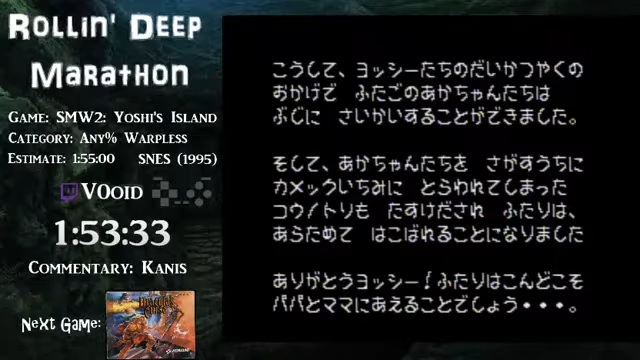 Rollin' Deep
Marathon
Game: SMW2: Yoshi's Island
Category: Any% Warpless
Estimate: 1:55:00 SNES (1995)
V0oid
1:53:33
Commentary: Kanis
Next Game:
こうして、ヨッシーたちのだいかつやくの
おかげで ふたごのあかちゃんたちは
ぶじに さいかいすることができました。
そして、あかちゃんたちを さがすうちに
カメックいちみに とらわれてしまった
コウノトリも たすけだされ ふたりは、
あらためて はこばれることになりました
ありがとうヨッシー!ふたりはこんどこそ
パパとママにあえることでしょう・・・。